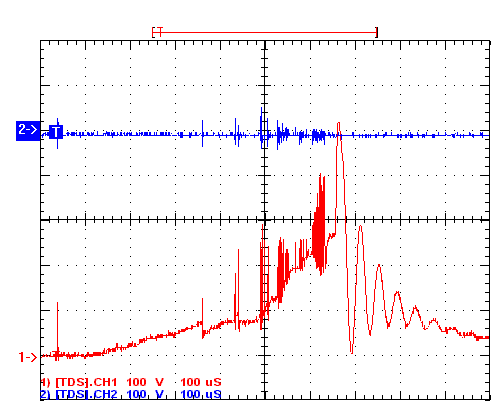 T
2->
T
1->
1) [TDS].CH1 100 V 100 uS
2) [TDS].CH2 100 V 100 uS